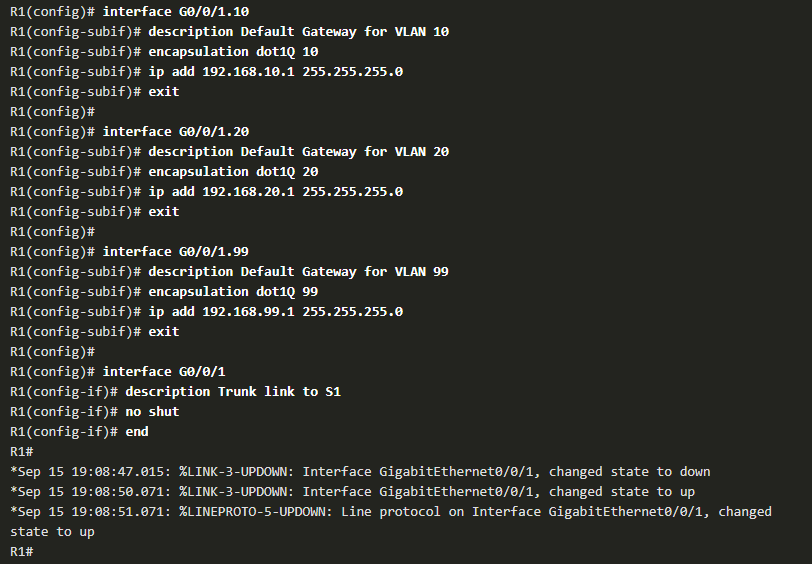 R1(config)# interface G0/0/1.10
R1(config-subif)# description Default Gateway for VLAN 10
R1(config-subif)# encapsulation dot1Q 10
R1(config-subif)# ip add 192.168.10.1 255.255.255.0
R1(config-subif)# exit
R1(config)#
R1(config)# interface G0/0/1.20
R1(config-subif)# description Default Gateway for VLAN 20
R1(config-subif)# encapsulation dot1Q 20
R1(config-subif)# ip add 192.168.20.1 255.255.255.0
R1(config-subif)# exit
R1(config)#
R1(config)# interface G0/0/1.99
R1(config-subif)# description Default Gateway for VLAN 99
R1(config-subif)# encapsulation dot1Q 99
R1(config-subif)# ip add 192.168.99.1 255.255.255.0
R1(config-subif)# exit
R1(config)#
R1(config)# interface G0/0/1
R1(config-if)# description Trunk link to S1
R1(config-if)# no shut
R1(config-if)# end
R1#
*Sep 15 19:08:47.015: %LINK-3-UPDOWN: Interface GigabitEthernet0/0/1, changed state to down
*Sep 15 19:08:50.071: %LINK-3-UPDOWN: Interface GigabitEthernet0/0/1, changed state to up
*Sep 15 19:08:51.071: %LINEPROTO-5-UPDOWN: Line protocol on Interface GigabitEthernet0/0/1, changed
state to up
R1#